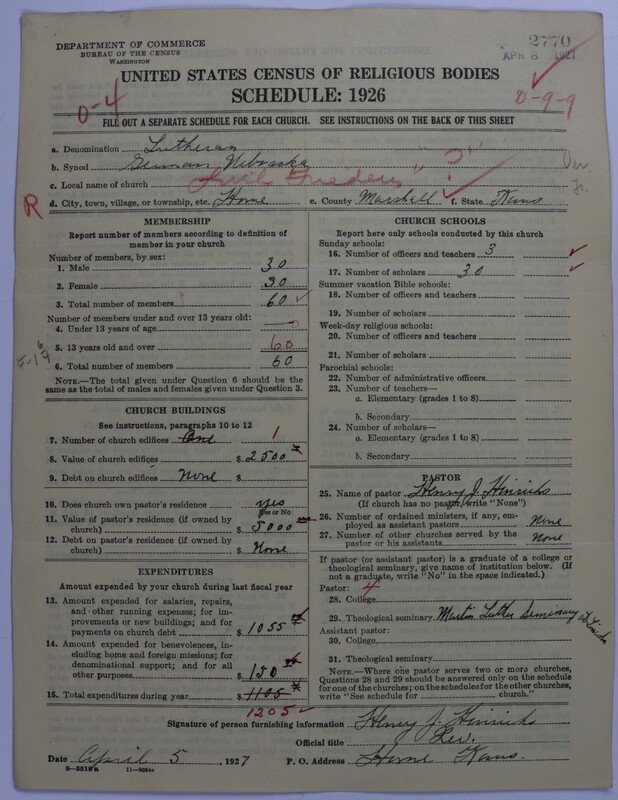 DEPARTMENT OF COMMERCE
BUREAU OF THE CENSUS
WASHINGTON
2770
APR 8 1927
UNITED STATES CENSUS OF RELIGIOUS BODIES
SCHEDULE: 1926
0-4
0-9-9
FILL OUT A SEPARATE SCHEDULE FOR EACH CHURCH. SEE INSTRUCTIONS ON THE BACK OF THIS SHEET
a. Denomination Lutheran
b. Synod German Nebraska " ? "
c. Local name of church
R
d. City, town, village, or township, etc. Home e. County Marshall f. State Kans
MEMBERSHIP
Report number of members according to definition of member in your church
Number of members, by sex:
1. Male 30
2. Female 30
3. Total number of members 60
Number of members under and over 13 years old:
4. Under 13 years of age — 0
5. 13 years old and over 60
6. Total number of members 60
NOTE.—The total given under Question 6 should be the
same as the total of males and females given under Question 3.
CHURCH BUILDINGS
See instructions, paragraphs 10 to 12
7. Number of church edifices One 1
8. Value of church edifices $ 2500
9. Debt on church edifices None $
10. Does church own pastor's residence yes
Yes or No
11. Value of pastor's residence (if owned by
church) $ 5000
12. Debt on pastor's residence (if owned by
church) $ None
EXPENDITURES
Amount expended by your church during last fiscal year
13. Amount expended for salaries, repairs,
and other running expenses; for im-
provements or new buildings; and for
payments on church debt $ 1055
14. Amount expended for benevolences, in-
cluding home and foreign missions; for
denominational support; and for all
other purposes $ 150
15. Total expenditures during year $ 1105
1205
CHURCH SCHOOLS
Report here only schools conducted by this church
Sunday schools:
16. Number of officers and teachers 3
17. Number of scholars 30
Summer vacation Bible schools:
18. Number of officers and teachers
19. Number of scholars
Week-day religious schools:
20. Number of officers and teachers
21. Number of scholars
Parochial schools:
22. Number of administrative officers
23. Number of teachers—
a. Elementary (grades 1 to 8)
b. Secondary
24. Number of scholars—
a. Elementary (grades 1 to 8)
b. Secondary
PASTOR
25. Name of pastor Henry J. Hinrichs
(If church has no pastor, write "None")
26. Number of ordained ministers, if any, em-
ployed as assistant pastors None
27. Number of other churches served by the
pastor or his assistants None
If pastor (or assistant pastor) is a graduate of a college or
theological seminary, give name of institution below. (If
not a graduate, write "No" in the space indicated.)
Pastor: 4
28. College
29. Theological seminary Martin Luther Seminary
Assistant pastor:
30. College
31. Theological seminary
NOTE.—Where one pastor serves two or more churches,
Questions 28 and 29 should be answered only on the schedule
for one of the churches; on the schedules for the other churches,
write "See schedule for church."
Signature of person furnishing information Henry J. Hinrichs
Official title Rev.
Date April 5, 1927 P. O. Address Home Kans.
8—5519a 11—9034a